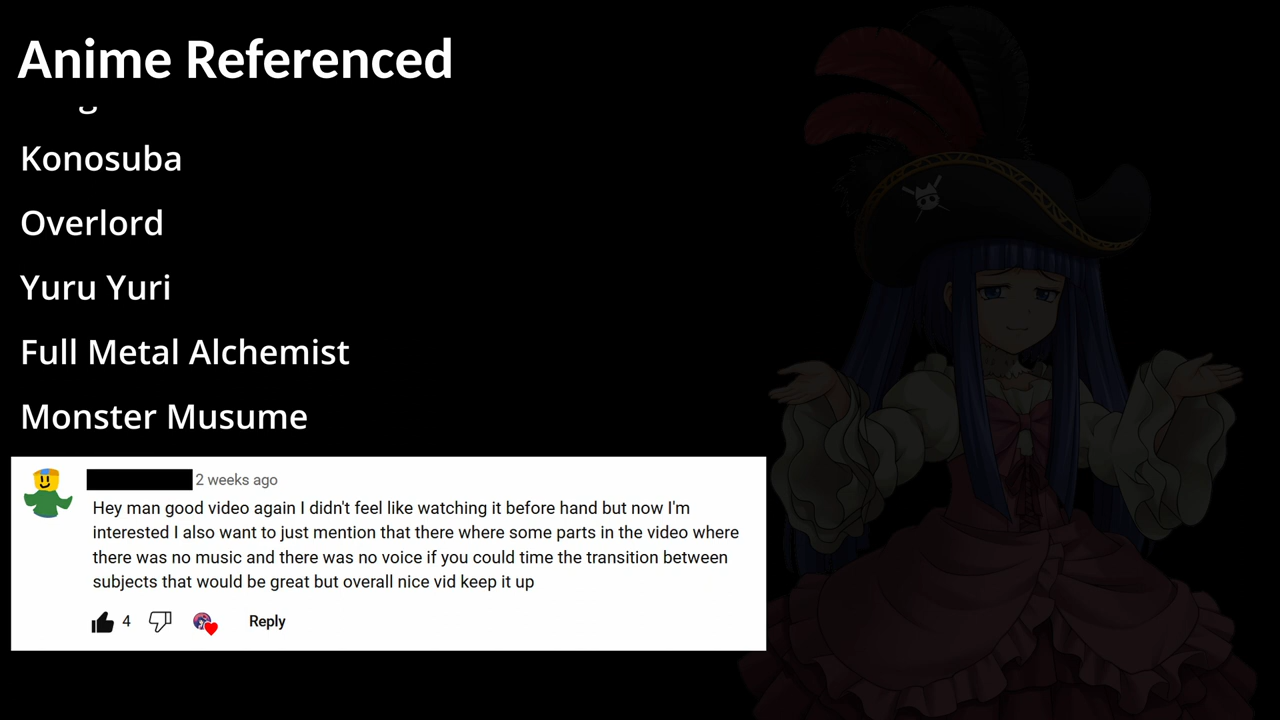 Anime Referenced
Konosuba
Overlord
Yuru Yuri
Full Metal Alchemist
Monster Musume
2 weeks ago
Hey man good video again I didn't feel like watching it before hand but now I'm
interested I also want to just mention that there where some parts in the video where
there was no music and there was no voice if you could time the transition between
subjects that would be great but overall nice vid keep it up
4
Reply